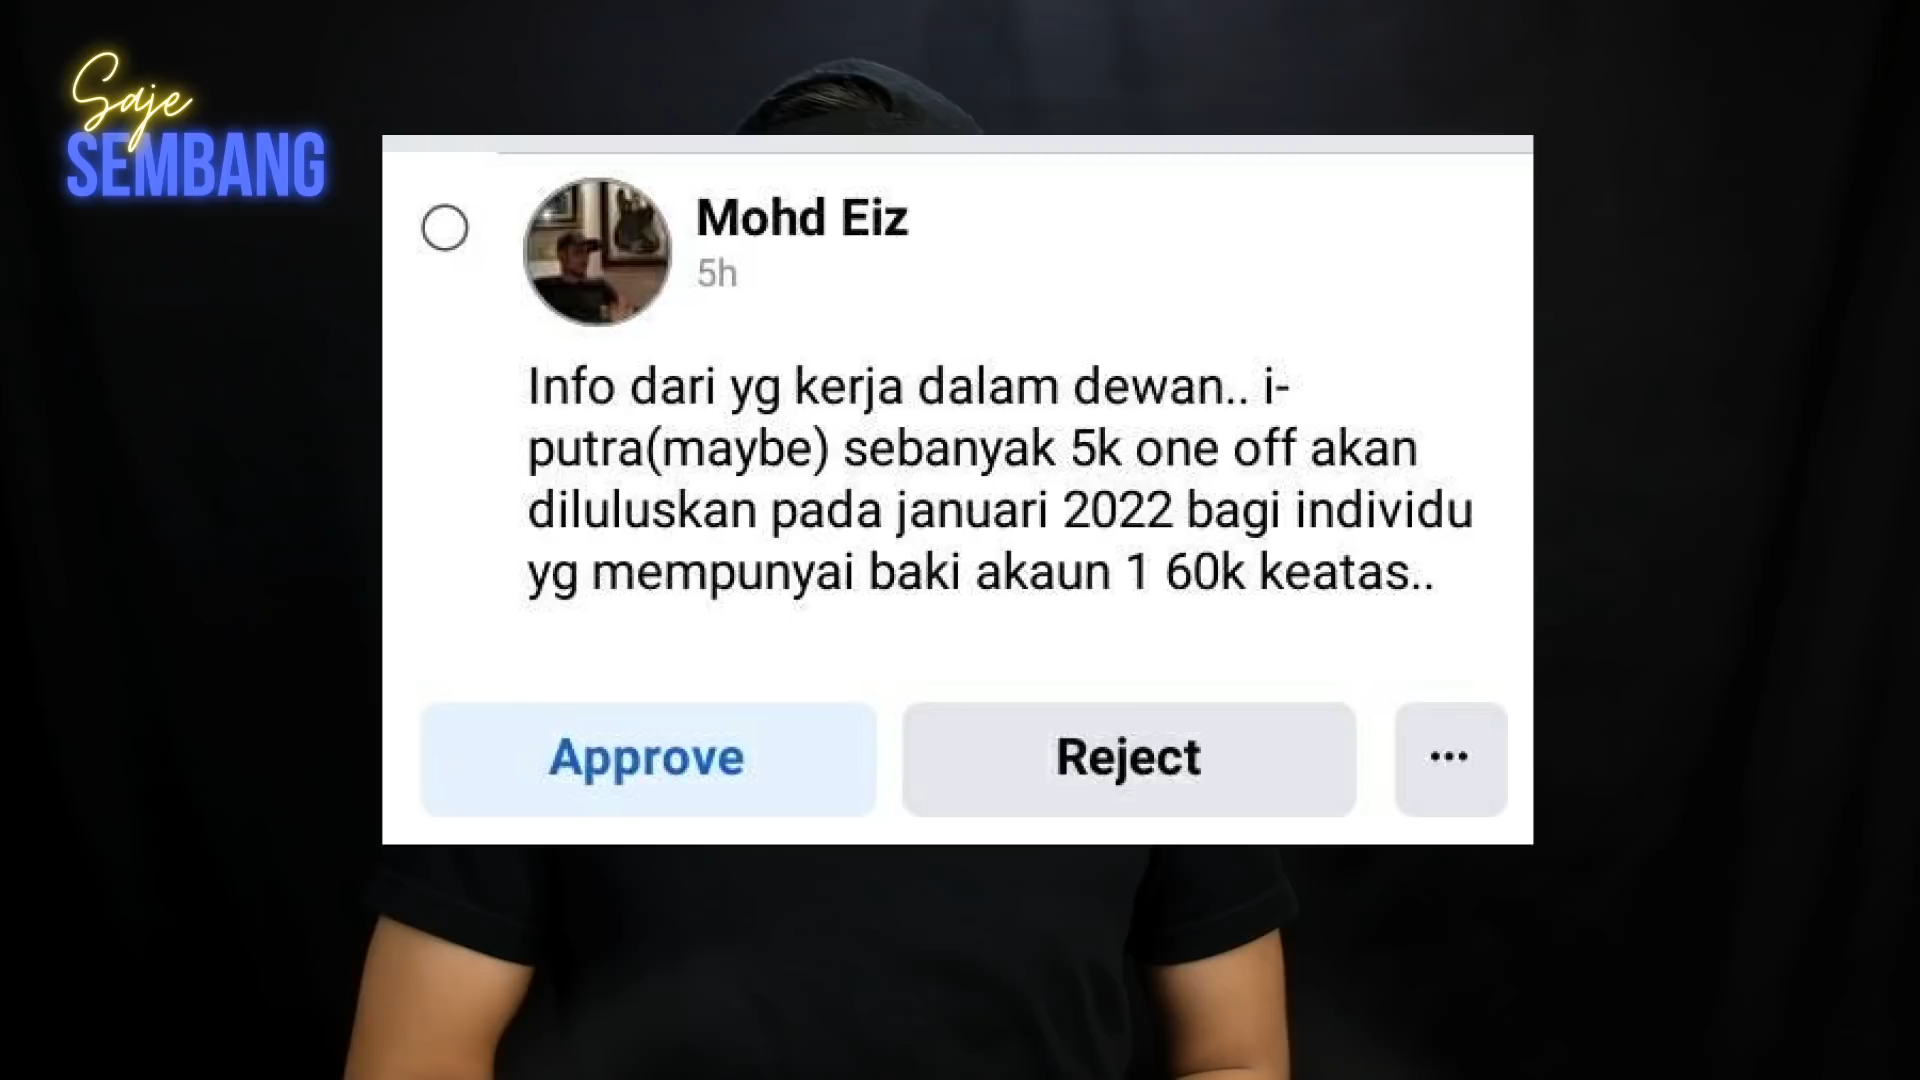 Saje
SEMBANG
Mohd Eiz
5h
Info dari yg kerja dalam dewan.. i-
putra(maybe) sebanyak 5k one off akan
diluluskan pada januari 2022 bagi individu
yg mempunyai baki akaun 1 60k keatas..
Approve
Reject
...